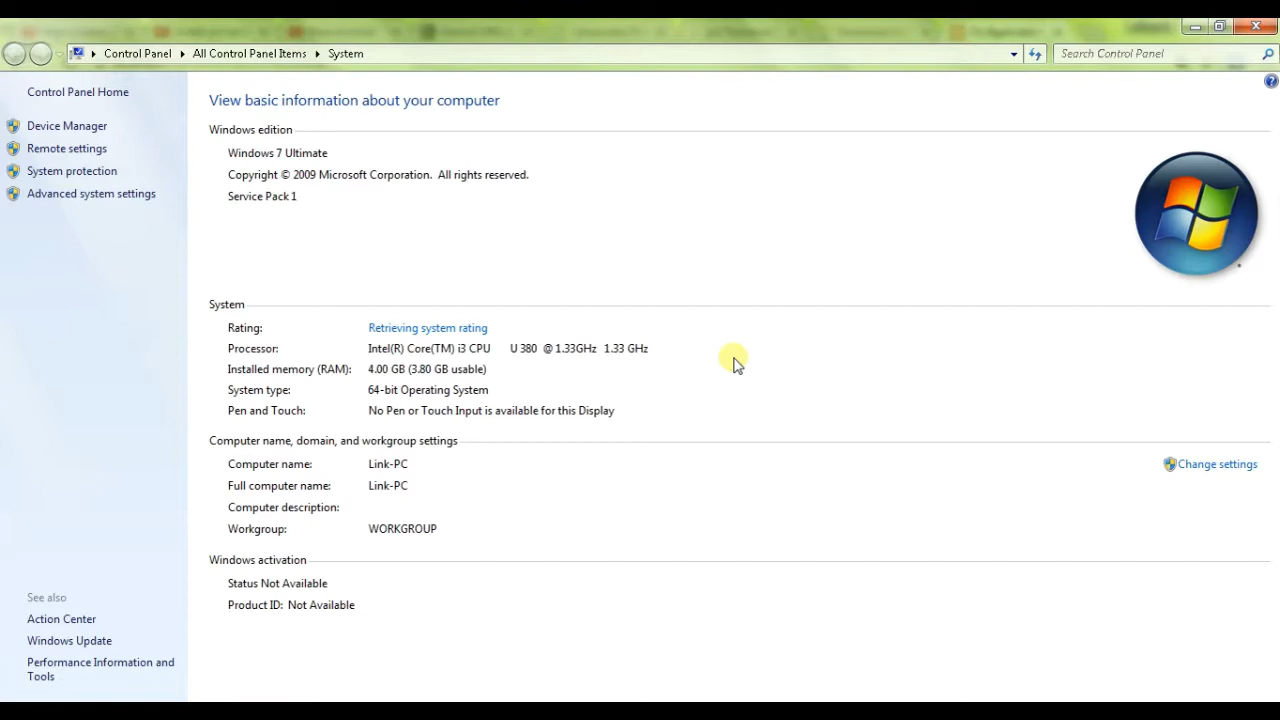 Control Panel ▸ All Control Panel Items ▸ System
Search Control Panel
Control Panel Home
Device Manager
Remote settings
System protection
Advanced system settings
See also
Action Center
Windows Update
Performance Information and
Tools
View basic information about your computer
Windows edition
Windows 7 Ultimate
Copyright © 2009 Microsoft Corporation. All rights reserved.
Service Pack 1
System
Rating: Retrieving system rating
Processor: Intel(R) Core(TM) i3 CPU U 380 @ 1.33GHz 1.33 GHz
Installed memory (RAM): 4.00 GB (3.80 GB usable)
System type: 64-bit Operating System
Pen and Touch: No Pen or Touch Input is available for this Display
Computer name, domain, and workgroup settings
Computer name: Link-PC
Change settings
Full computer name: Link-PC
Computer description:
Workgroup: WORKGROUP
Windows activation
Status Not Available
Product ID: Not Available